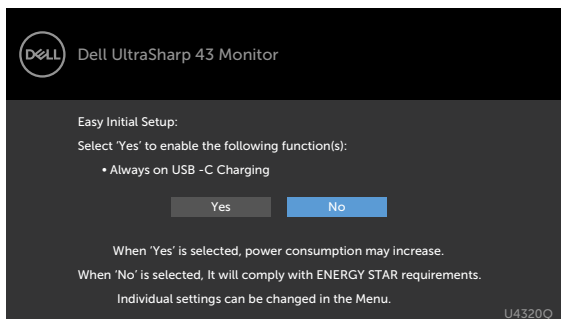 DELL
Dell UltraSharp 43 Monitor
Easy Initial Setup:
Select 'Yes' to enable the following function(s):
• Always on USB -C Charging
Yes
No
When 'Yes' is selected, power consumption may increase.
When 'No' is selected, It will comply with ENERGY STAR requirements.
Individual settings can be changed in the Menu.
U4320Q